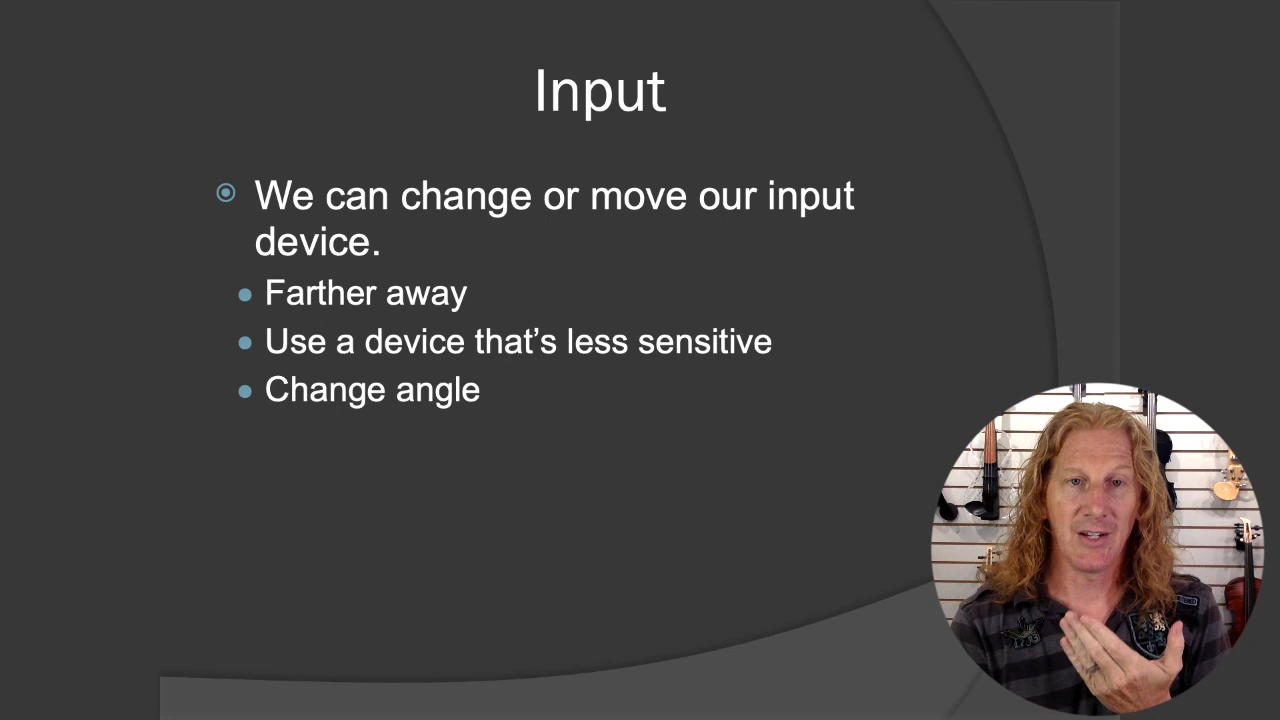 Input
We can change or move our input
device.
Farther away
Use a device that’s less sensitive
Change angle